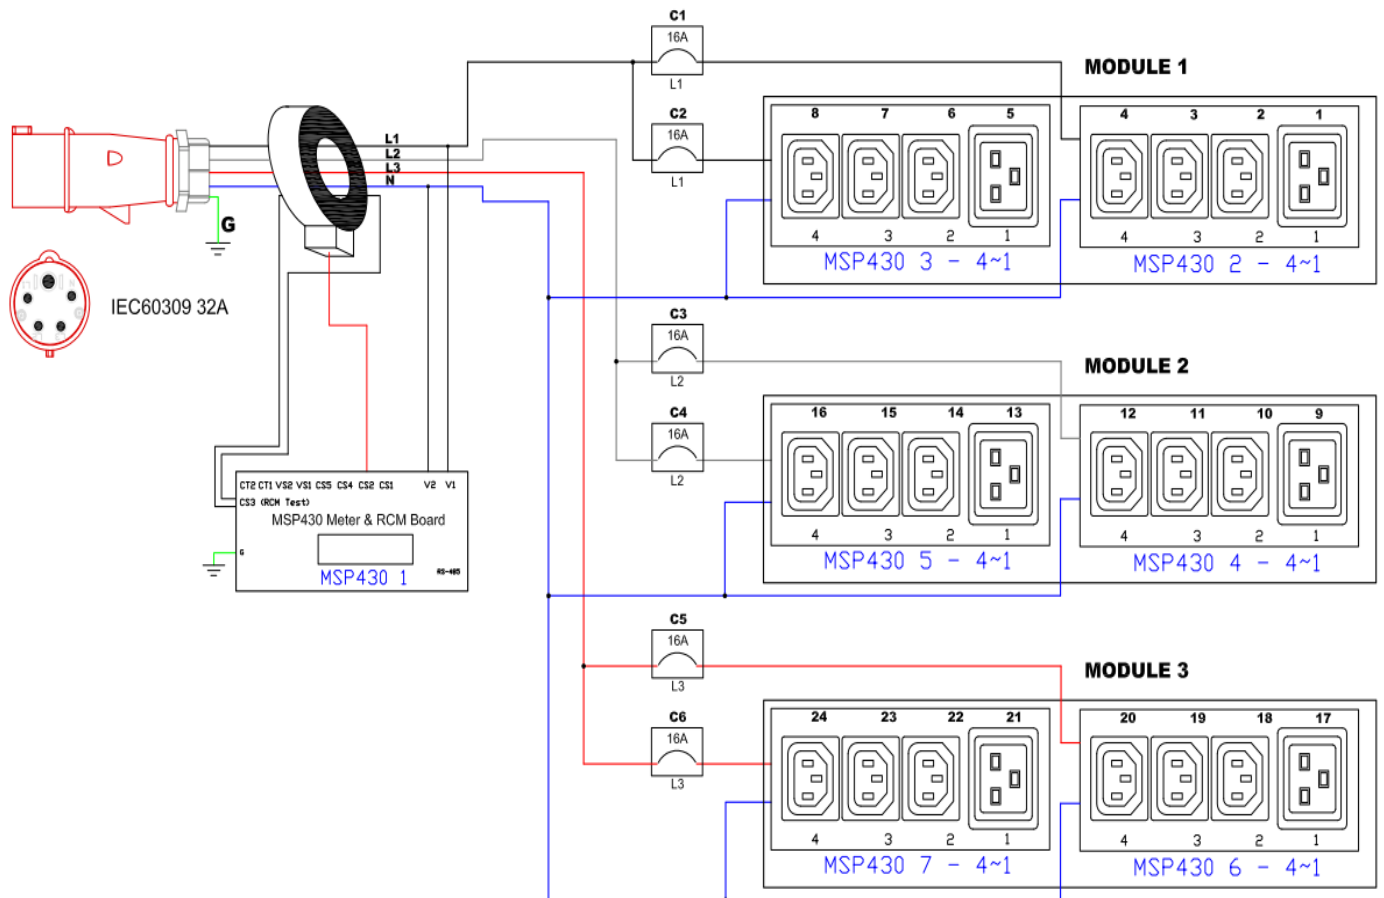 C1
16A
L1
MODULE 1
C2
16A
L1
8 7 6 5
4 3 2 1
L1
L2
L3
N
G
4 3 2 1
4 3 2 1
MSP430 3 - 4~1
MSP430 2 - 4~1
IEC60309 32A
C3
16A
L2
MODULE 2
C4
16A
L2
16 15 14 13
12 11 10 9
4 3 2 1
4 3 2 1
MSP430 5 - 4~1
MSP430 4 - 4~1
CT2 CT1 VS2 VS1 CS5 CS4 CS2 CS1 V2 V1
CS3 (RCM Test)
MSP430 Meter & RCM Board
G
MSP430 1
RS-485
C5
16A
L3
MODULE 3
C6
16A
L3
24 23 22 21
20 19 18 17
4 3 2 1
4 3 2 1
MSP430 7 - 4~1
MSP430 6 - 4~1